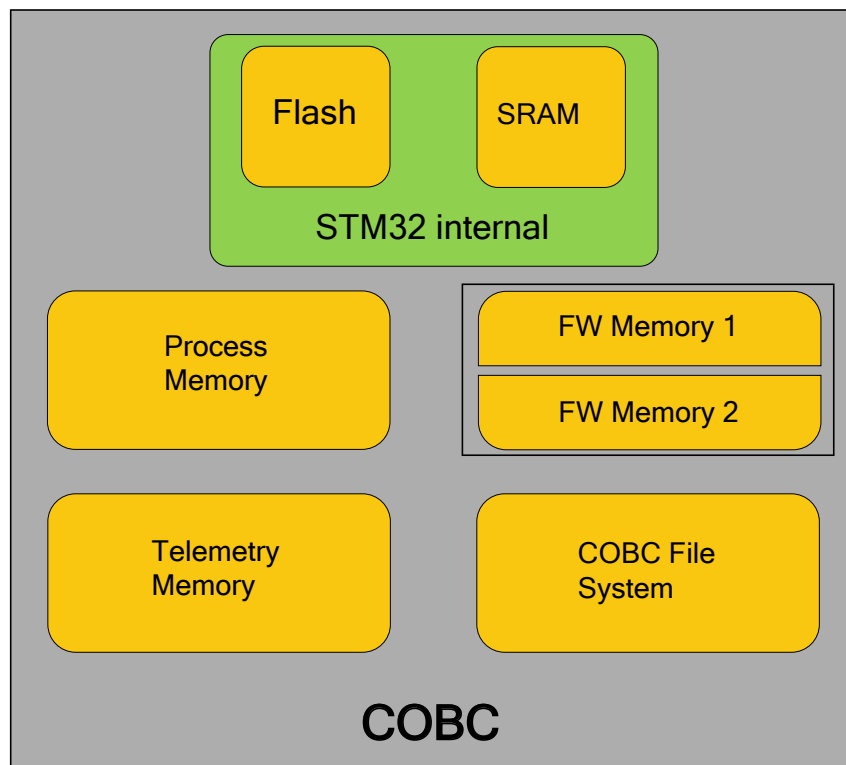 Flash
SRAM
STM32 internal
Process
Memory
FW Memory 1
FW Memory 2
Telemetry
Memory
COBC File
System
COBC